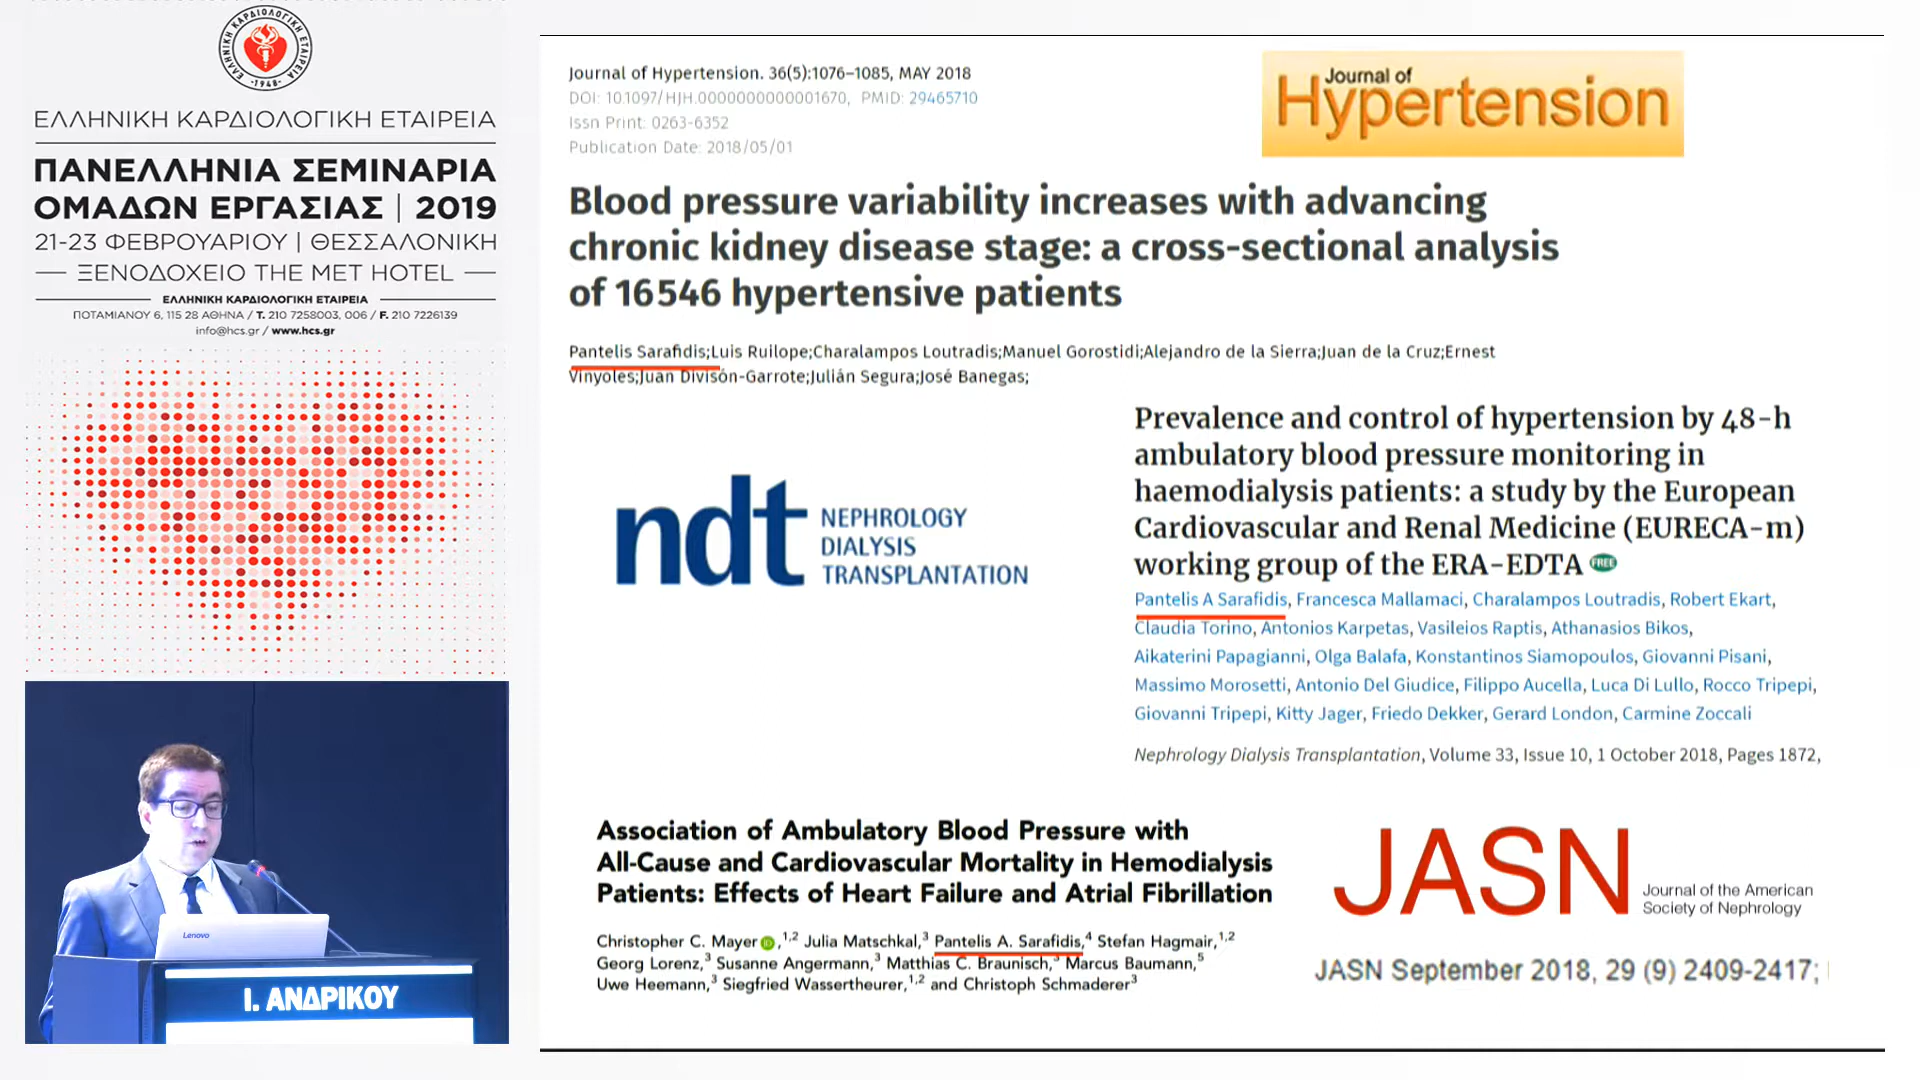 ΕΛΛΗΝΙΚΗ ΚΑΡΔΙΟΛΟΓΙΚΗ ΕΤΑΙΡΕΙΑ
-1948-
ΕΛΛΗΝΙΚΗ ΚΑΡΔΙΟΛΟΓΙΚΗ ΕΤΑΙΡΕΙΑ
ΠΑΝΕΛΛΗΝΙΑ ΣΕΜΙΝΑΡΙΑ
ΟΜΑΔΩΝ ΕΡΓΑΣΙΑΣ | 2019
21-23 ΦΕΒΡΟΥΑΡΙΟΥ | ΘΕΣΣΑΛΟΝΙΚΗ
ΞΕΝΟΔΟΧΕΙΟ THE MET HOTEL
ΕΛΛΗΝΙΚΗ ΚΑΡΔΙΟΛΟΓΙΚΗ ΕΤΑΙΡΕΙΑ
ΠΟΤΑΜΙΑΝΟΥ 6, 115 28 ΑΘΗΝΑ / T. 210 7258003, 006 / F. 210 7226139
info@hcs.gr / www.hcs.gr
Lenovo
Ι. ΑΝΔΡΙΚΟΥ
Journal of Hypertension. 36(5):1076–1085, MAY 2018
DOI: 10.1097/HJH.0000000000001670, PMID: 29465710
Issn Print: 0263-6352
Publication Date: 2018/05/01
Journal of
Hypertension
Blood pressure variability increases with advancing
chronic kidney disease stage: a cross-sectional analysis
of 16 546 hypertensive patients
Pantelis Sarafidis;Luis Ruilope;Charalampos Loutradis;Manuel Gorostidi;Alejandro de la Sierra;Juan de la Cruz;Ernest
Vinyoles;Juan Divisón-Garrote;Julián Segura;José Banegas;
ndt NEPHROLOGY
DIALYSIS
TRANSPLANTATION
Prevalence and control of hypertension by 48-h
ambulatory blood pressure monitoring in
haemodialysis patients: a study by the European
Cardiovascular and Renal Medicine (EURECA-m)
working group of the ERA-EDTA FREE
Pantelis A Sarafidis, Francesca Mallamaci, Charalampos Loutradis, Robert Ekart,
Claudia Torino, Antonios Karpetas, Vasileios Raptis, Athanasios Bikos,
Aikaterini Papagianni, Olga Balafa, Konstantinos Siamopoulos, Giovanni Pisani,
Massimo Morosetti, Antonio Del Giudice, Filippo Aucella, Luca Di Lullo, Rocco Tripepi,
Giovanni Tripepi, Kitty Jager, Friedo Dekker, Gerard London, Carmine Zoccali
Nephrology Dialysis Transplantation, Volume 33, Issue 10, 1 October 2018, Pages 1872,
Association of Ambulatory Blood Pressure with
All-Cause and Cardiovascular Mortality in Hemodialysis
Patients: Effects of Heart Failure and Atrial Fibrillation
Christopher C. Mayer iD,1,2 Julia Matschkal,3 Pantelis A. Sarafidis,4 Stefan Hagmair,1,2
Georg Lorenz,3 Susanne Angermann,3 Matthias C. Braunisch,3 Marcus Baumann,5
Uwe Heemann,3 Siegfried Wassertheurer,1,2 and Christoph Schmaderer3
JASN Journal of the American
Society of Nephrology
JASN September 2018, 29 (9) 2409-2417;